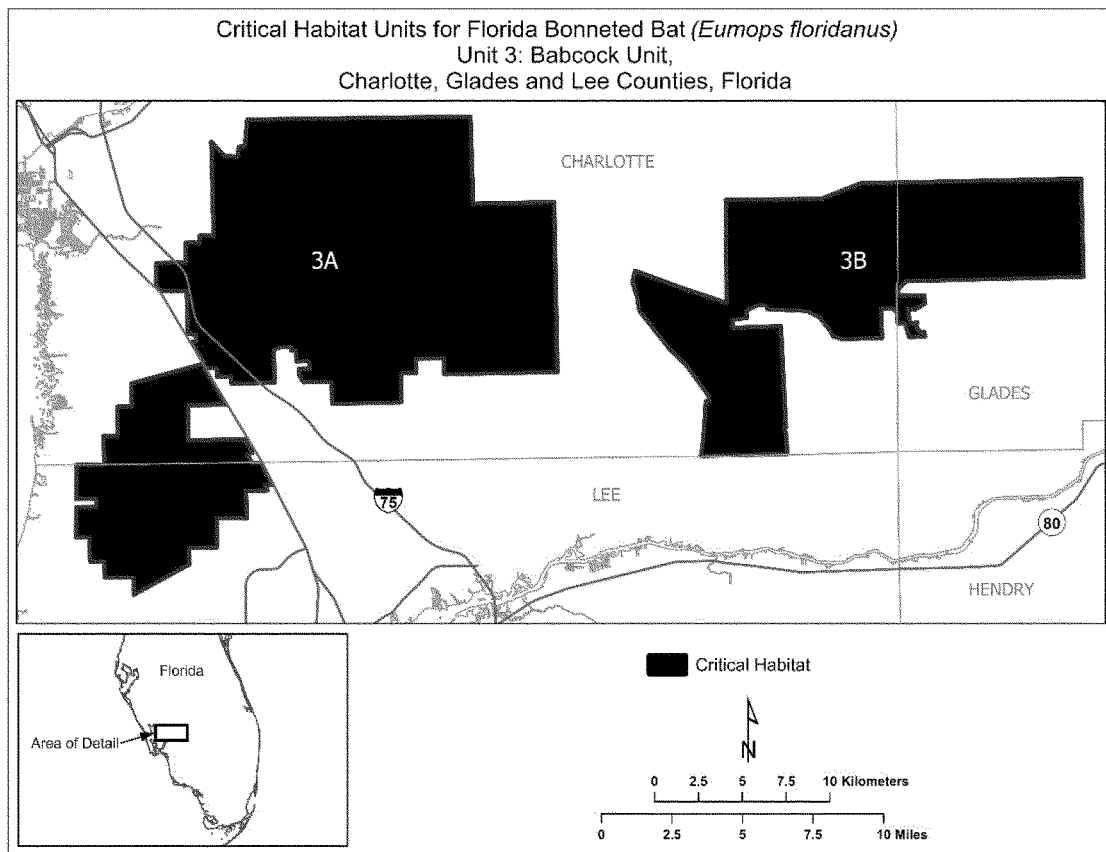 Critical Habitat Units for Florida Bonneted Bat (Eumops floridanus)
Unit 3: Babcock Unit,
Charlotte, Glades and Lee Counties, Florida
CHARLOTTE
3A
3B
GLADES
LEE
75
80
HENDRY
Florida
Area of Detail
Critical Habitat
N
0 2.5 5 7.5 10 Kilometers
0 2.5 5 7.5 10 Miles